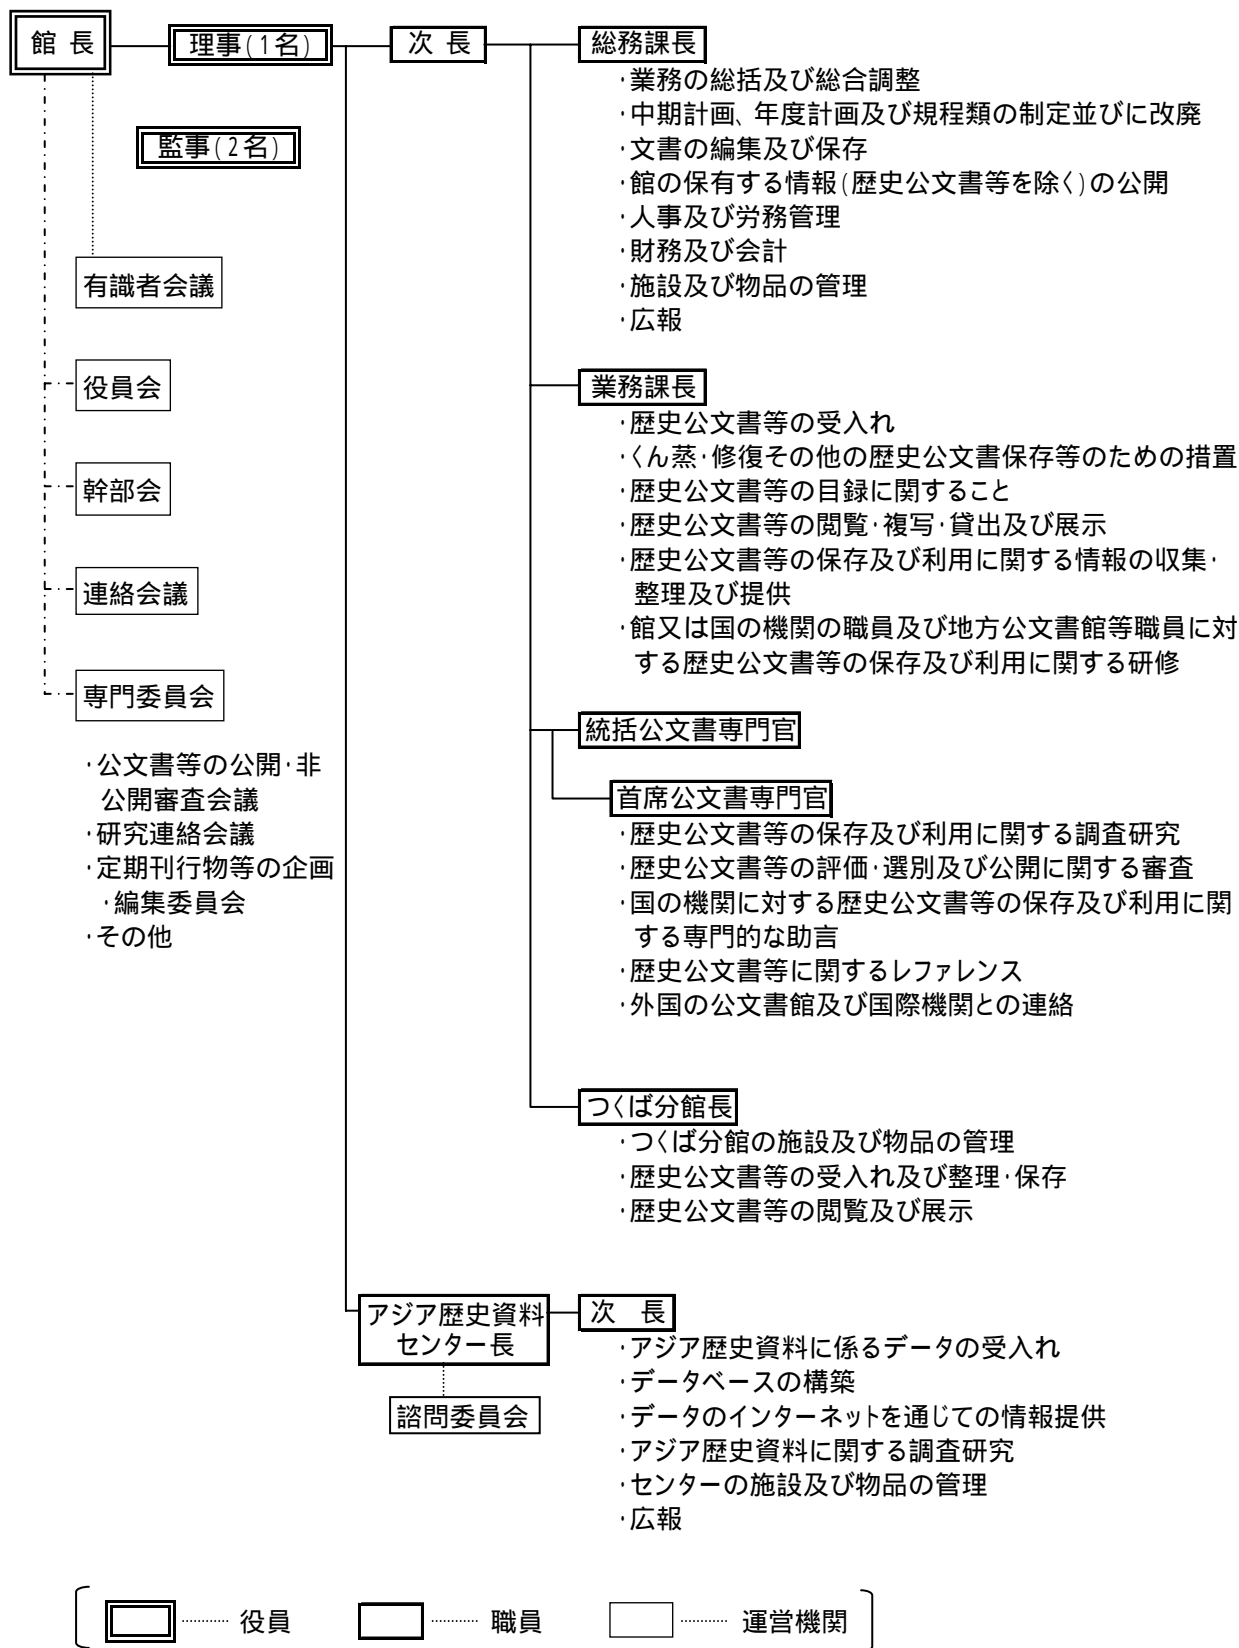 館 長
理事(1名)
次 長
総務課長
・業務の総括及び総合調整
・中期計画、年度計画及び規程類の制定並びに改廃
・文書の編集及び保存
・館の保有する情報(歴史公文書等を除く)の公開
・人事及び労務管理
・財務及び会計
・施設及び物品の管理
・広報
監事(2名)
有識者会議
役員会
幹部会
連絡会議
専門委員会
・公文書等の公開・非
公開審査会議
・研究連絡会議
・定期刊行物等の企画
・編集委員会
・その他
業務課長
・歴史公文書等の受入れ
・くん蒸・修復その他の歴史公文書保存等のための措置
・歴史公文書等の目録に関すること
・歴史公文書等の閲覧・複写・貸出及び展示
・歴史公文書等の保存及び利用に関する情報の収集・
整理及び提供
・館又は国の機関の職員及び地方公文書館等職員に対
する歴史公文書等の保存及び利用に関する研修
統括公文書専門官
首席公文書専門官
・歴史公文書等の保存及び利用に関する調査研究
・歴史公文書等の評価・選別及び公開に関する審査
・国の機関に対する歴史公文書等の保存及び利用に関
する専門的な助言
・歴史公文書等に関するレファレンス
・外国の公文書館及び国際機関との連絡
つくば分館長
・つくば分館の施設及び物品の管理
・歴史公文書等の受入れ及び整理・保存
・歴史公文書等の閲覧及び展示
アジア歴史資料
センター長
諮問委員会
次 長
・アジア歴史資料に係るデータの受入れ
・データベースの構築
・データのインターネットを通じての情報提供
・アジア歴史資料に関する調査研究
・センターの施設及び物品の管理
・広報
役員
職員
運営機関